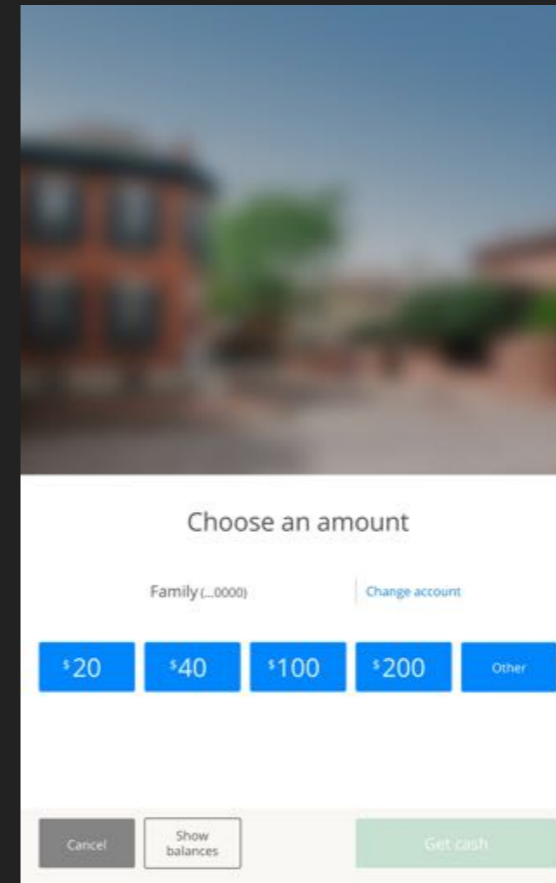 Choose an amount
Family (...0000) Change account
$20 $40 $100 $200 Other
Cancel Show balances Get cash